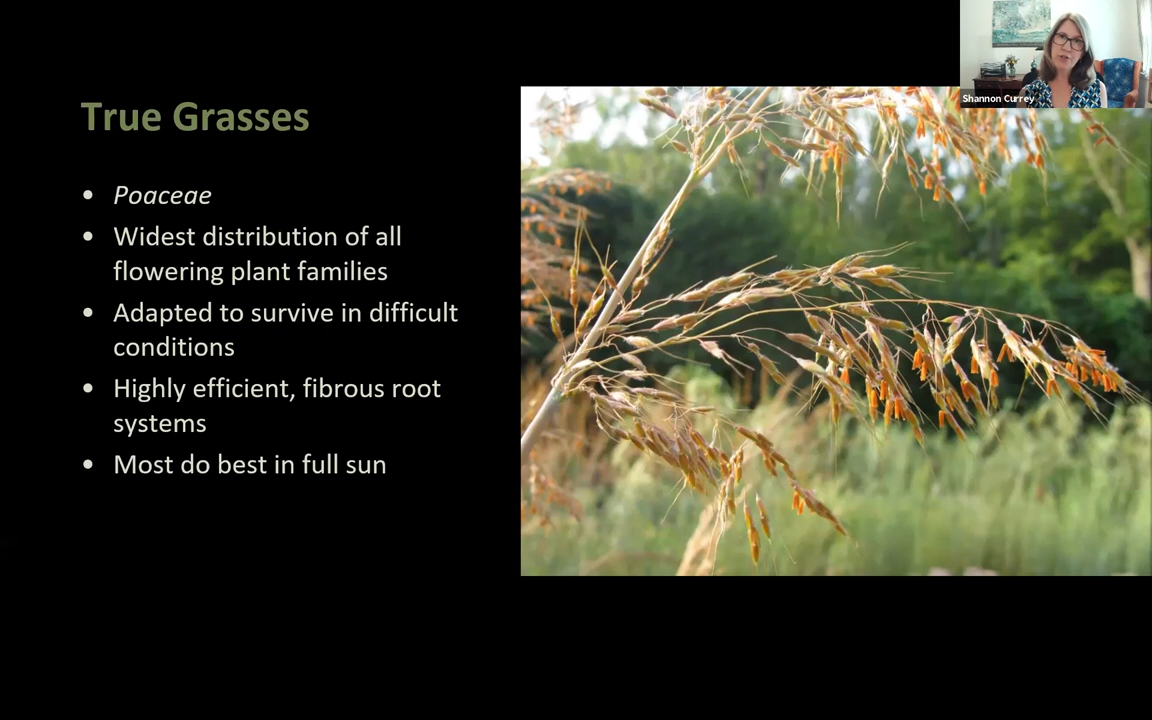 Shannon Currey
True Grasses
• Poaceae
• Widest distribution of all
flowering plant families
• Adapted to survive in difficult
conditions
• Highly efficient, fibrous root
systems
• Most do best in full sun